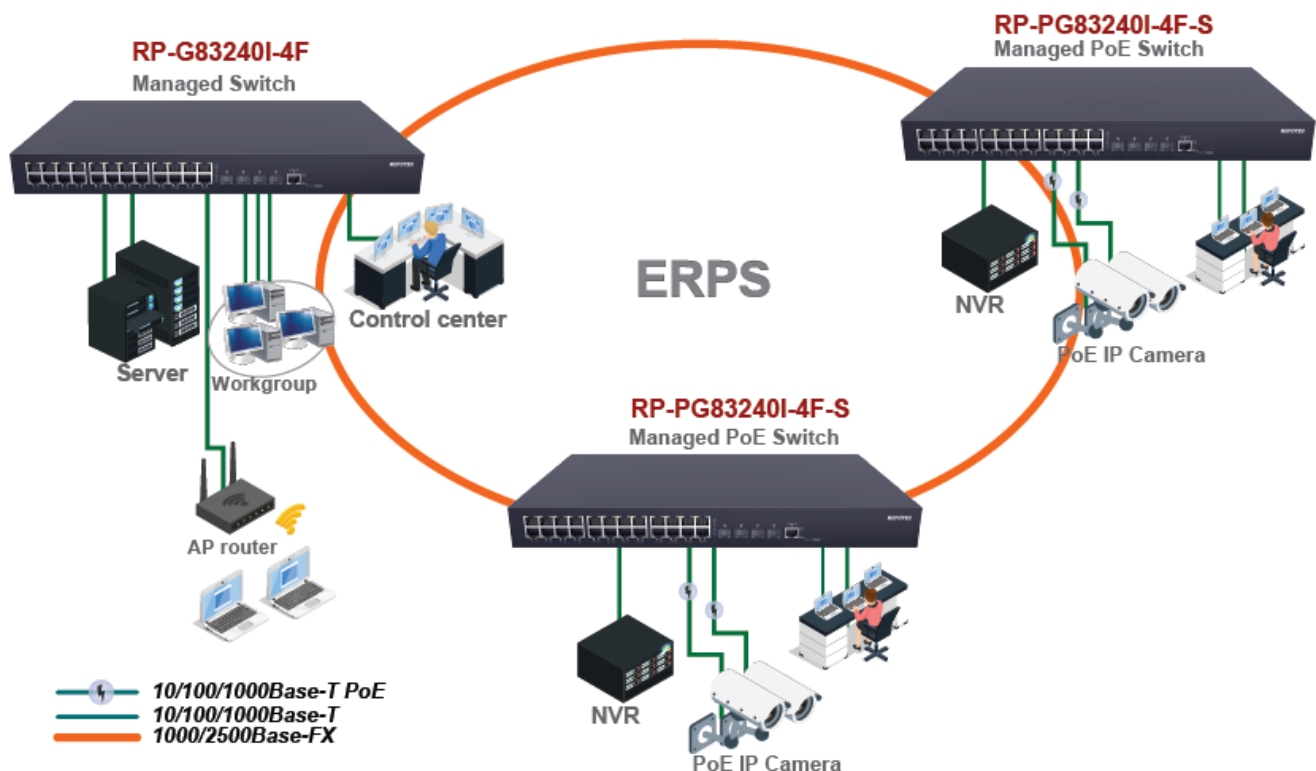 RP-G83240I-4F
Managed Switch
RP-PG83240I-4F-S
Managed PoE Switch
ERPS
Server
Workgroup
Control center
NVR
PoE IP Camera
RP-PG83240I-4F-S
Managed PoE Switch
AP router
NVR
PoE IP Camera
10/100/1000Base-T PoE
10/100/1000Base-T
1000/2500Base-FX